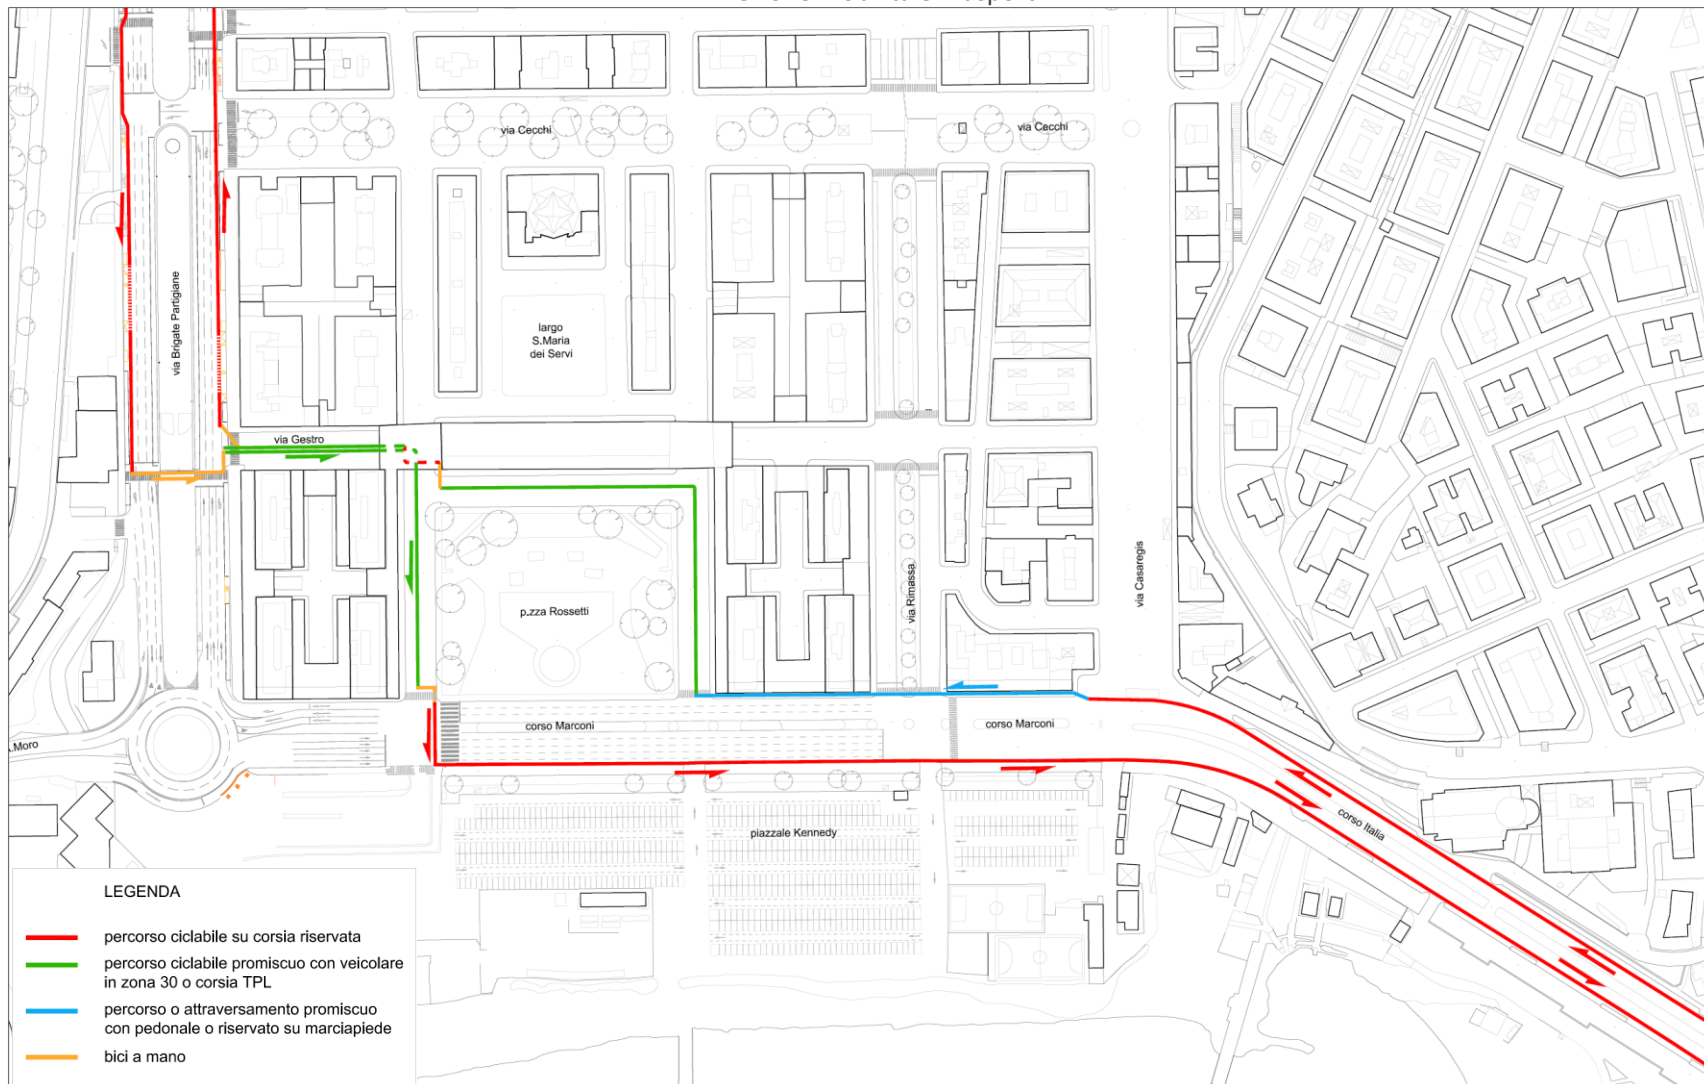 via Cecchi
via Cecchi
via Brigate Partigiane
largo
S.Maria
dei Servi
via Gestro
p.zza Rossetti
via Rimassa
via Casaregis
corso Marconi
corso Marconi
.Moro
piazzale Kennedy
corso Italia
LEGENDA
percorso ciclabile su corsia riservata
percorso ciclabile promiscuo con veicolare
in zona 30 o corsia TPL
percorso o attraversamento promiscuo
con pedonale o riservato su marciapiede
bici a mano